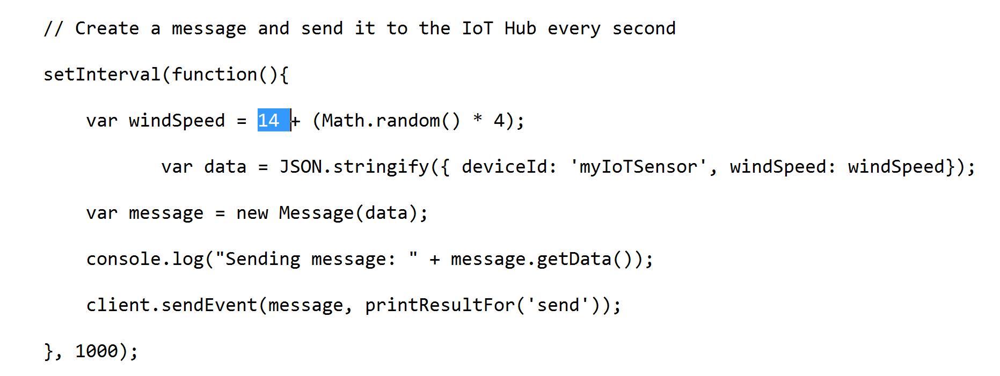 // Create a message and send it to the IoT Hub every second
setInterval(function(){
    var windSpeed = 14 + (Math.random() * 4);
           var data = JSON.stringify({ deviceId: 'myIoTSensor', windSpeed: windSpeed});
    var message = new Message(data);
    console.log("Sending message: " + message.getData());
    client.sendEvent(message, printResultFor('send'));
}, 1000);